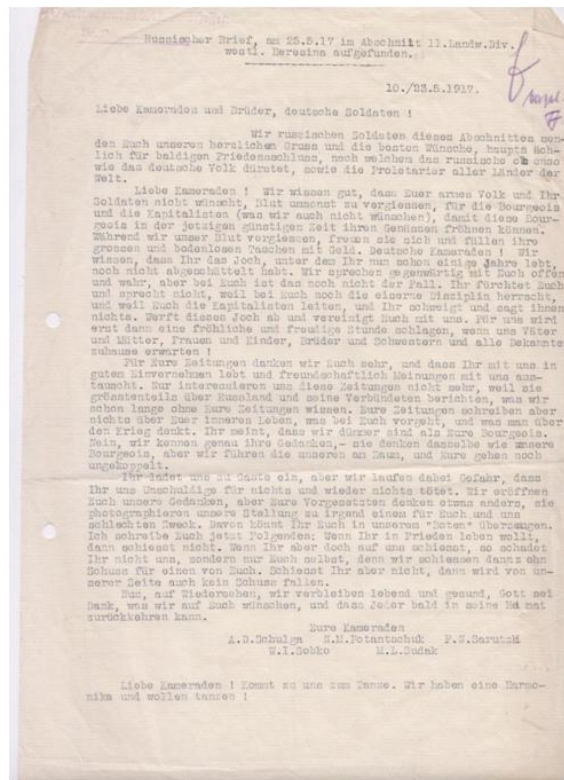 Russischer Brief, am 25.5.17 im Abschnitt 11.Landw.Div.
westl. Beresina aufgefunden.
10./23.5.1917.
Liebe Kameraden und Brüder, deutsche Soldaten !
Wir russischen Soldaten dieses Abschnittes sen-
den Euch unseren herzlichen Gruss und die besten Wünsche, haupts äch-
lich für baldigen Friedensschluss, nach welchem das russische eb enso
wie das deutsche Volk dürstet, sowie die Proletarier aller Länder der
Welt.
Liebe Kameraden ! Wir wissen gut, dass Euer armes Volk und Ihr
Soldaten nicht wünscht, Blut umsonst zu vergiessen, für die Bourgeois
und die Kapitalisten (was wir auch nicht wünschen), damit diese Bour-
geois in der jetzigen günstigen Zeit ihren Genüssen fröhnen können.
Während wir unser Blut vergiessen, freuen sie sich und füllen ihre
grossen und bodenlosen Taschen mit Geld. Deutsche Kameraden ! Wir
wissen, dass Ihr das Joch, unter dem Ihr nun schon einige Jahre lebt,
noch nicht abgeschüttelt habt. Wir sprechen gegenwärtig mit Euch offen
und wahr, aber bei Euch ist das noch nicht der Fall. Ihr fürchtet Euch
und sprecht nicht, weil bei Euch noch die eiserne Disciplin herrscht,
und weil Euch die Kapitalisten leiten, und Ihr schweigt und sagt Ihnen
nichts. Werft dieses Joch ab und vereinigt Euch mit uns. Für uns wird
erst dann eine fröhliche und freudige Stunde schlagen, wenn uns Väter
und Mütter, Frauen und Kinder, Brüder und Schwestern und alle Bekannte
zuhause erwarten !
Für Eure Zeitungen danken wir Euch sehr, und dass Ihr mit uns in
gutem Einvernehmen lebt und freundschaftlich Meinungen mit uns aus-
tauscht. Nur interessieren uns diese Zeitungen nicht sehr, weil sie
grösstenteils über Russland und seine Verbündeten berichten, was wir
schon lange ohne Eure Zeitungen wissen. Eure Zeitungen schreiben aber
nichts über Euer inneres Leben, was bei Euch vorgeht, und was man über
den Krieg denkt. Ihr meint, dass wir dümmer sind als Eure Bourgeois.
Nein, wir kennen genau ihre Gedanken,- sie denken dasselbe wie unsere
Bourgeois, aber wir führen die unseren am Zaum, und Eure gehen noch
ungekoppelt.
Ihr ladet uns zu Gaste ein, aber wir laufen dabei Gefahr, dass
Ihr uns Unschuldige für nichts und wieder nichts tötet. Wir eröffnen
Euch unsere Gedanken, aber Eure Vorgesetzten denken etwas anders, sie
photographieren unsere Stellung zu irgend einem für Euch und uns
schlechten Zweck. Davon könnt Ihr Euch in unserem "Boten" überzeugen.
Ich schreibe Euch jetzt Folgendes: Wenn Ihr in Frieden leben wollt,
dann schiesst nicht. Wenn Ihr aber doch auf uns schiesst, so schadet
Ihr nicht uns, sondern nur Euch selbst, denn wir schiessen dann zehn
Schuss für einen von Euch. Schiesst Ihr aber nicht, dann wird von un-
serer Seite auch kein Schuss fallen.
Nun, auf Wiedersehen, wir verbleiben lebend und gesund, Gott sei
Dank, was wir auch Euch wünschen, und dass Jeder bald in seine Hei mat
zurückkehren kann.
Eure Kameraden
A.D.Schulga N.M.Potantschuk P.N.Sarutzki
W.I.Sobko M.L.Sudak
Liebe Kameraden ! Kommt zu uns zum Tanze. Wir haben eine Harmo-
nika und wollen tanzen !